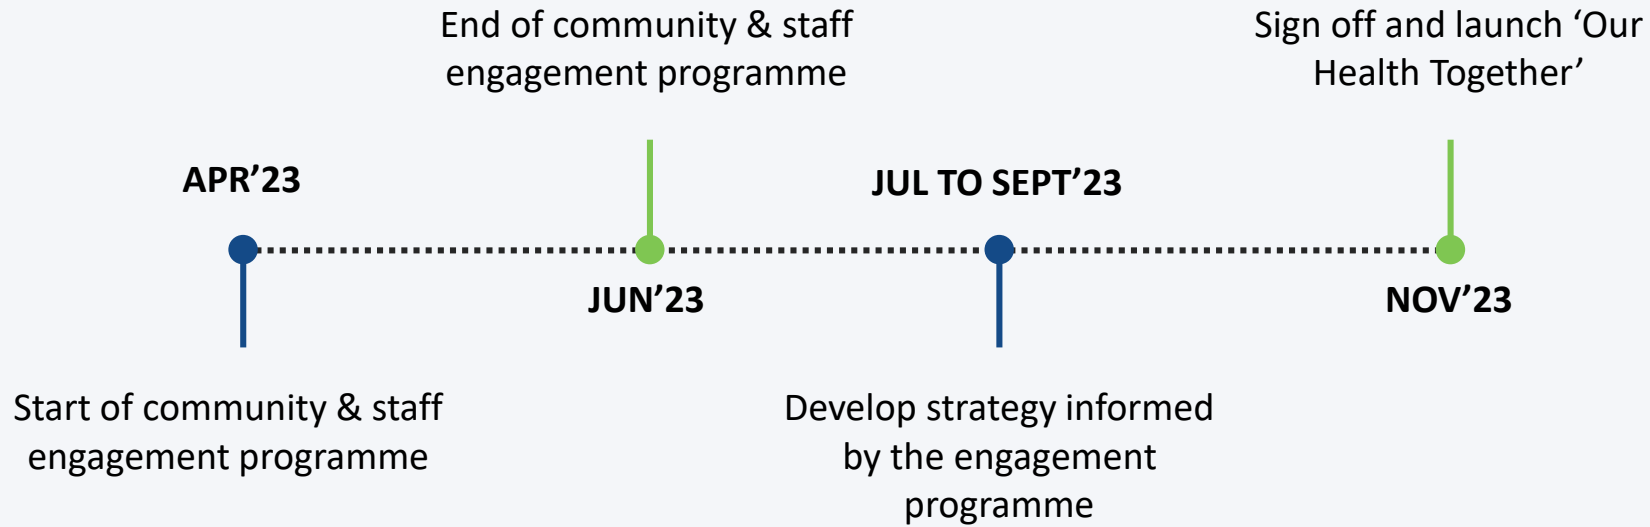 End of community & staff
engagement programme
Sign off and launch ‘Our
Health Together’
APR’23
JUL TO SEPT’23
JUN’23
NOV’23
Start of community & staff
engagement programme
Develop strategy informed
by the engagement
programme